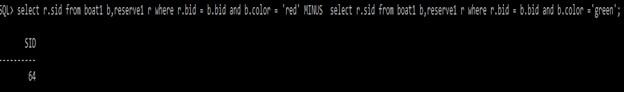 SQL> select r.sid from boat1 b,reserve1 r where r.bid = b.bid and b.color = 'red' MINUS  select r.sid from boat1 b,reserve1 r where r.bid = b.bid and b.color ='green';
SID
----------
64